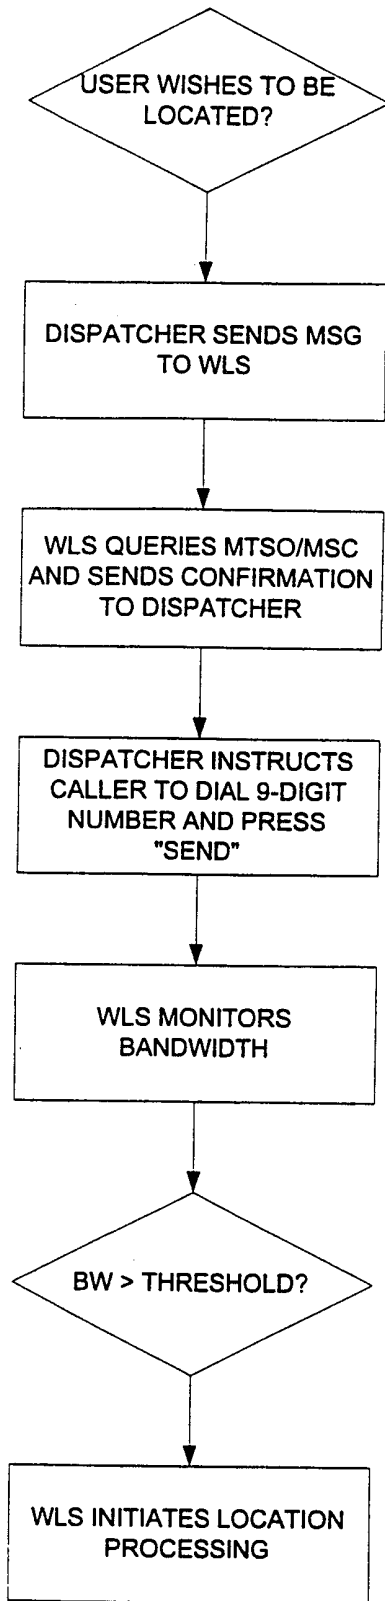 USER WISHES TO BE
LOCATED?
DISPATCHER SENDS MSG
TO WLS
WLS QUERIES MTSO/MSC
AND SENDS CONFIRMATION
TO DISPATCHER
DISPATCHER INSTRUCTS
CALLER TO DIAL 9-DIGIT
NUMBER AND PRESS
"SEND"
WLS MONITORS
BANDWIDTH
BW > THRESHOLD?
WLS INITIATES LOCATION
PROCESSING